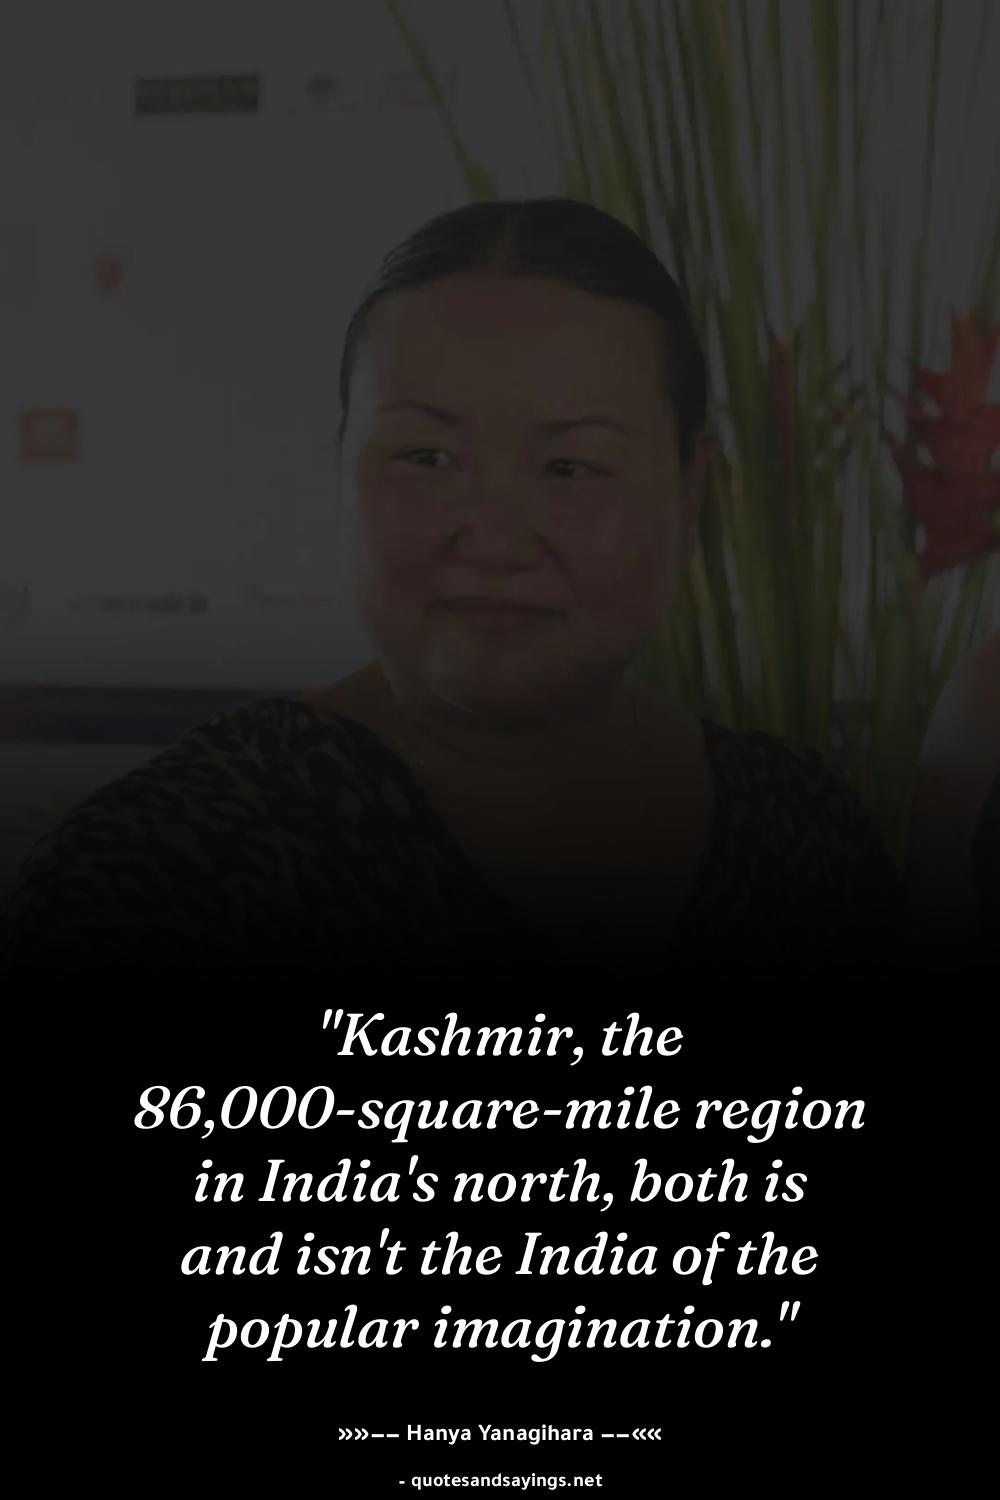 "Kashmir, the
86,000-square-mile region
in India's north, both is
and isn't the India of the
popular imagination."
»»–– Hanya Yanagihara ––««
- quotesandsayings.net